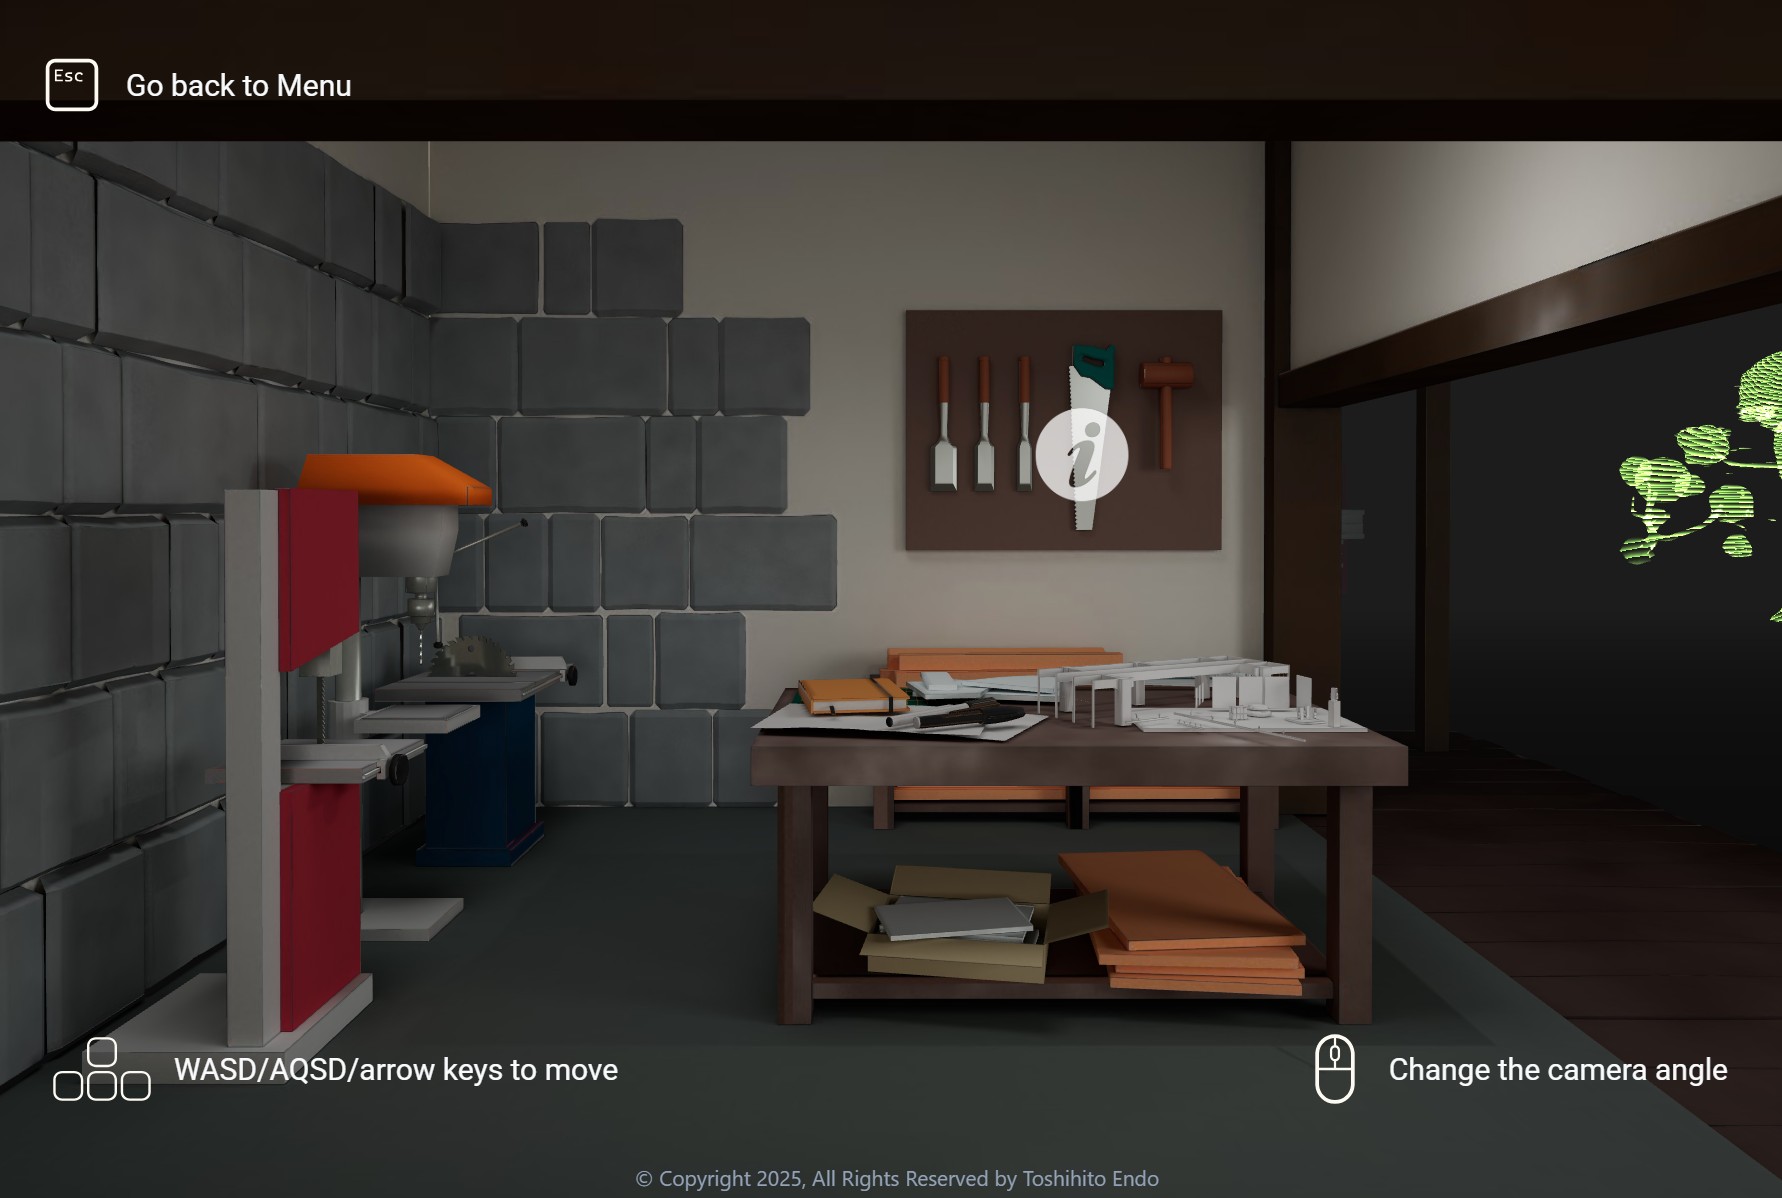 Esc
Go back to Menu
i
WASD/AQSD/arrow keys to move
Change the camera angle
© Copyright 2025, All Rights Reserved by Toshihito Endo